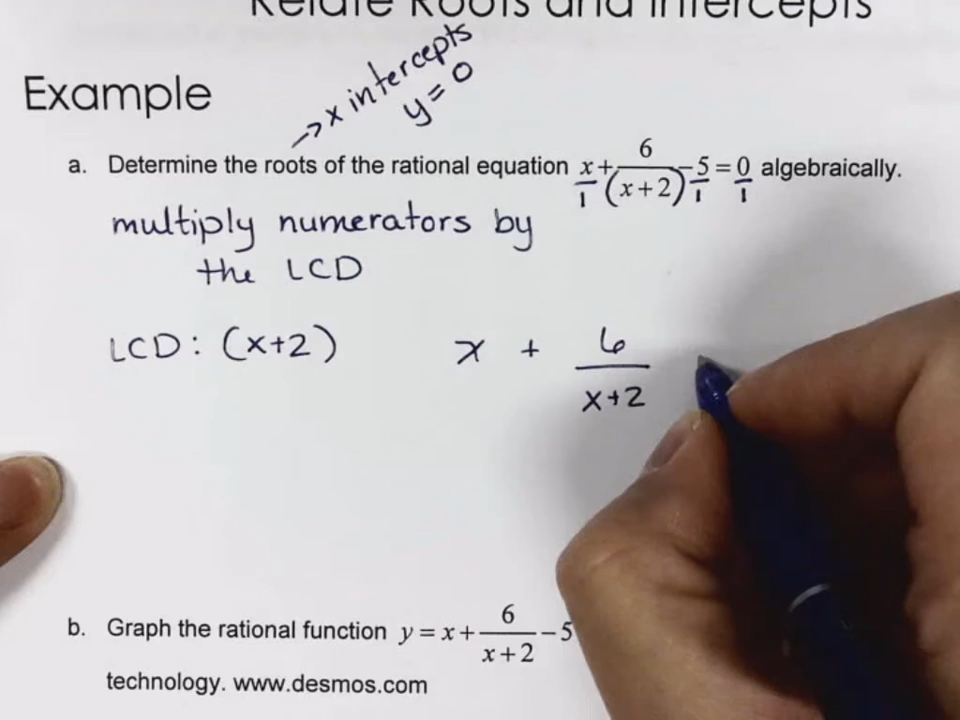 Relate Roots and Intercepts
→ x intercepts
y = 0
Example
a. Determine the roots of the rational equation x/1 + 6/(x+2) − 5/1 = 0/1 algebraically.
multiply numerators by
the LCD
LCD: (x+2)
x + 6/x+2
b. Graph the rational function y = x + 6/x+2 − 5
technology. www.desmos.com